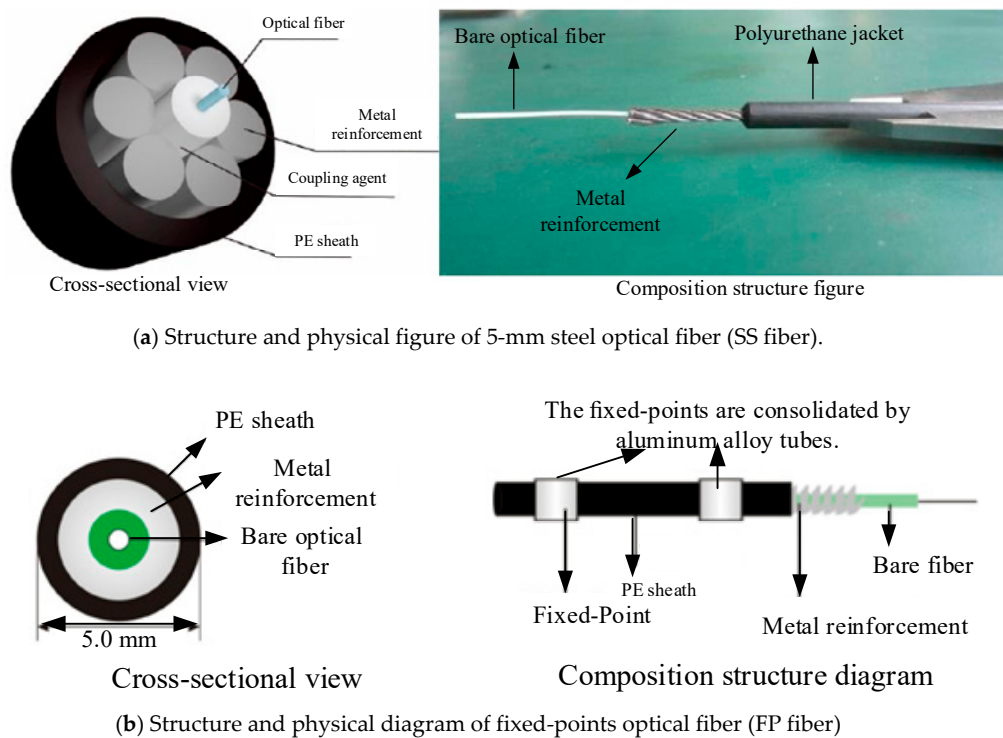 Optical fiber
Metal
reinforcement
Coupling agent
PE sheath
Cross-sectional view
Bare optical fiber
Polyurethane jacket
Metal
reinforcement
Composition structure figure
(a) Structure and physical figure of 5-mm steel optical fiber (SS fiber).
PE sheath
Metal
reinforcement
Bare optical
fiber
5.0 mm
Cross-sectional view
The fixed-points are consolidated by
aluminum alloy tubes.
PE sheath
Bare fiber
Fixed-Point
Metal reinforcement
Composition structure diagram
(b) Structure and physical diagram of fixed-points optical fiber (FP fiber)